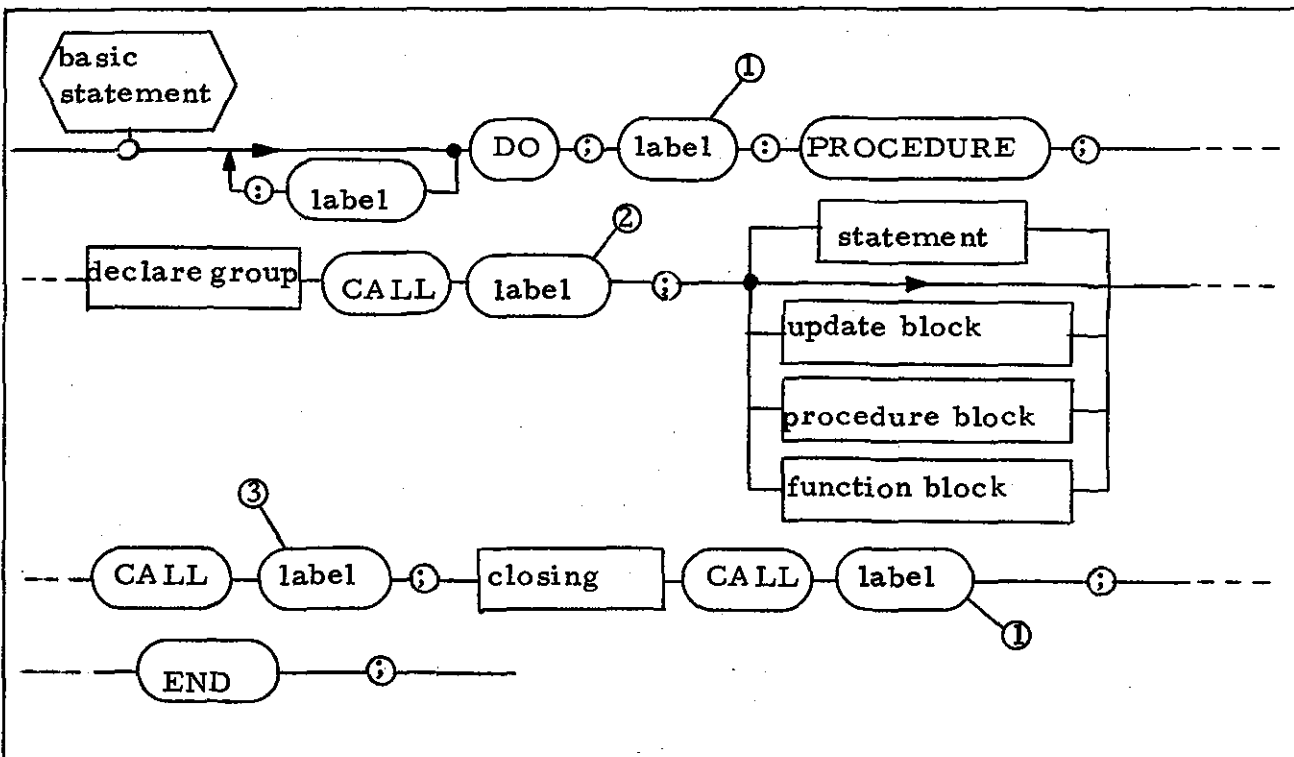 basic
statement
①
DO ; label : PROCEDURE ;
: label
②
statement
declare group CALL label ;
update block
procedure block
function block
③
CALL label ; closing CALL label ;
①
END ;